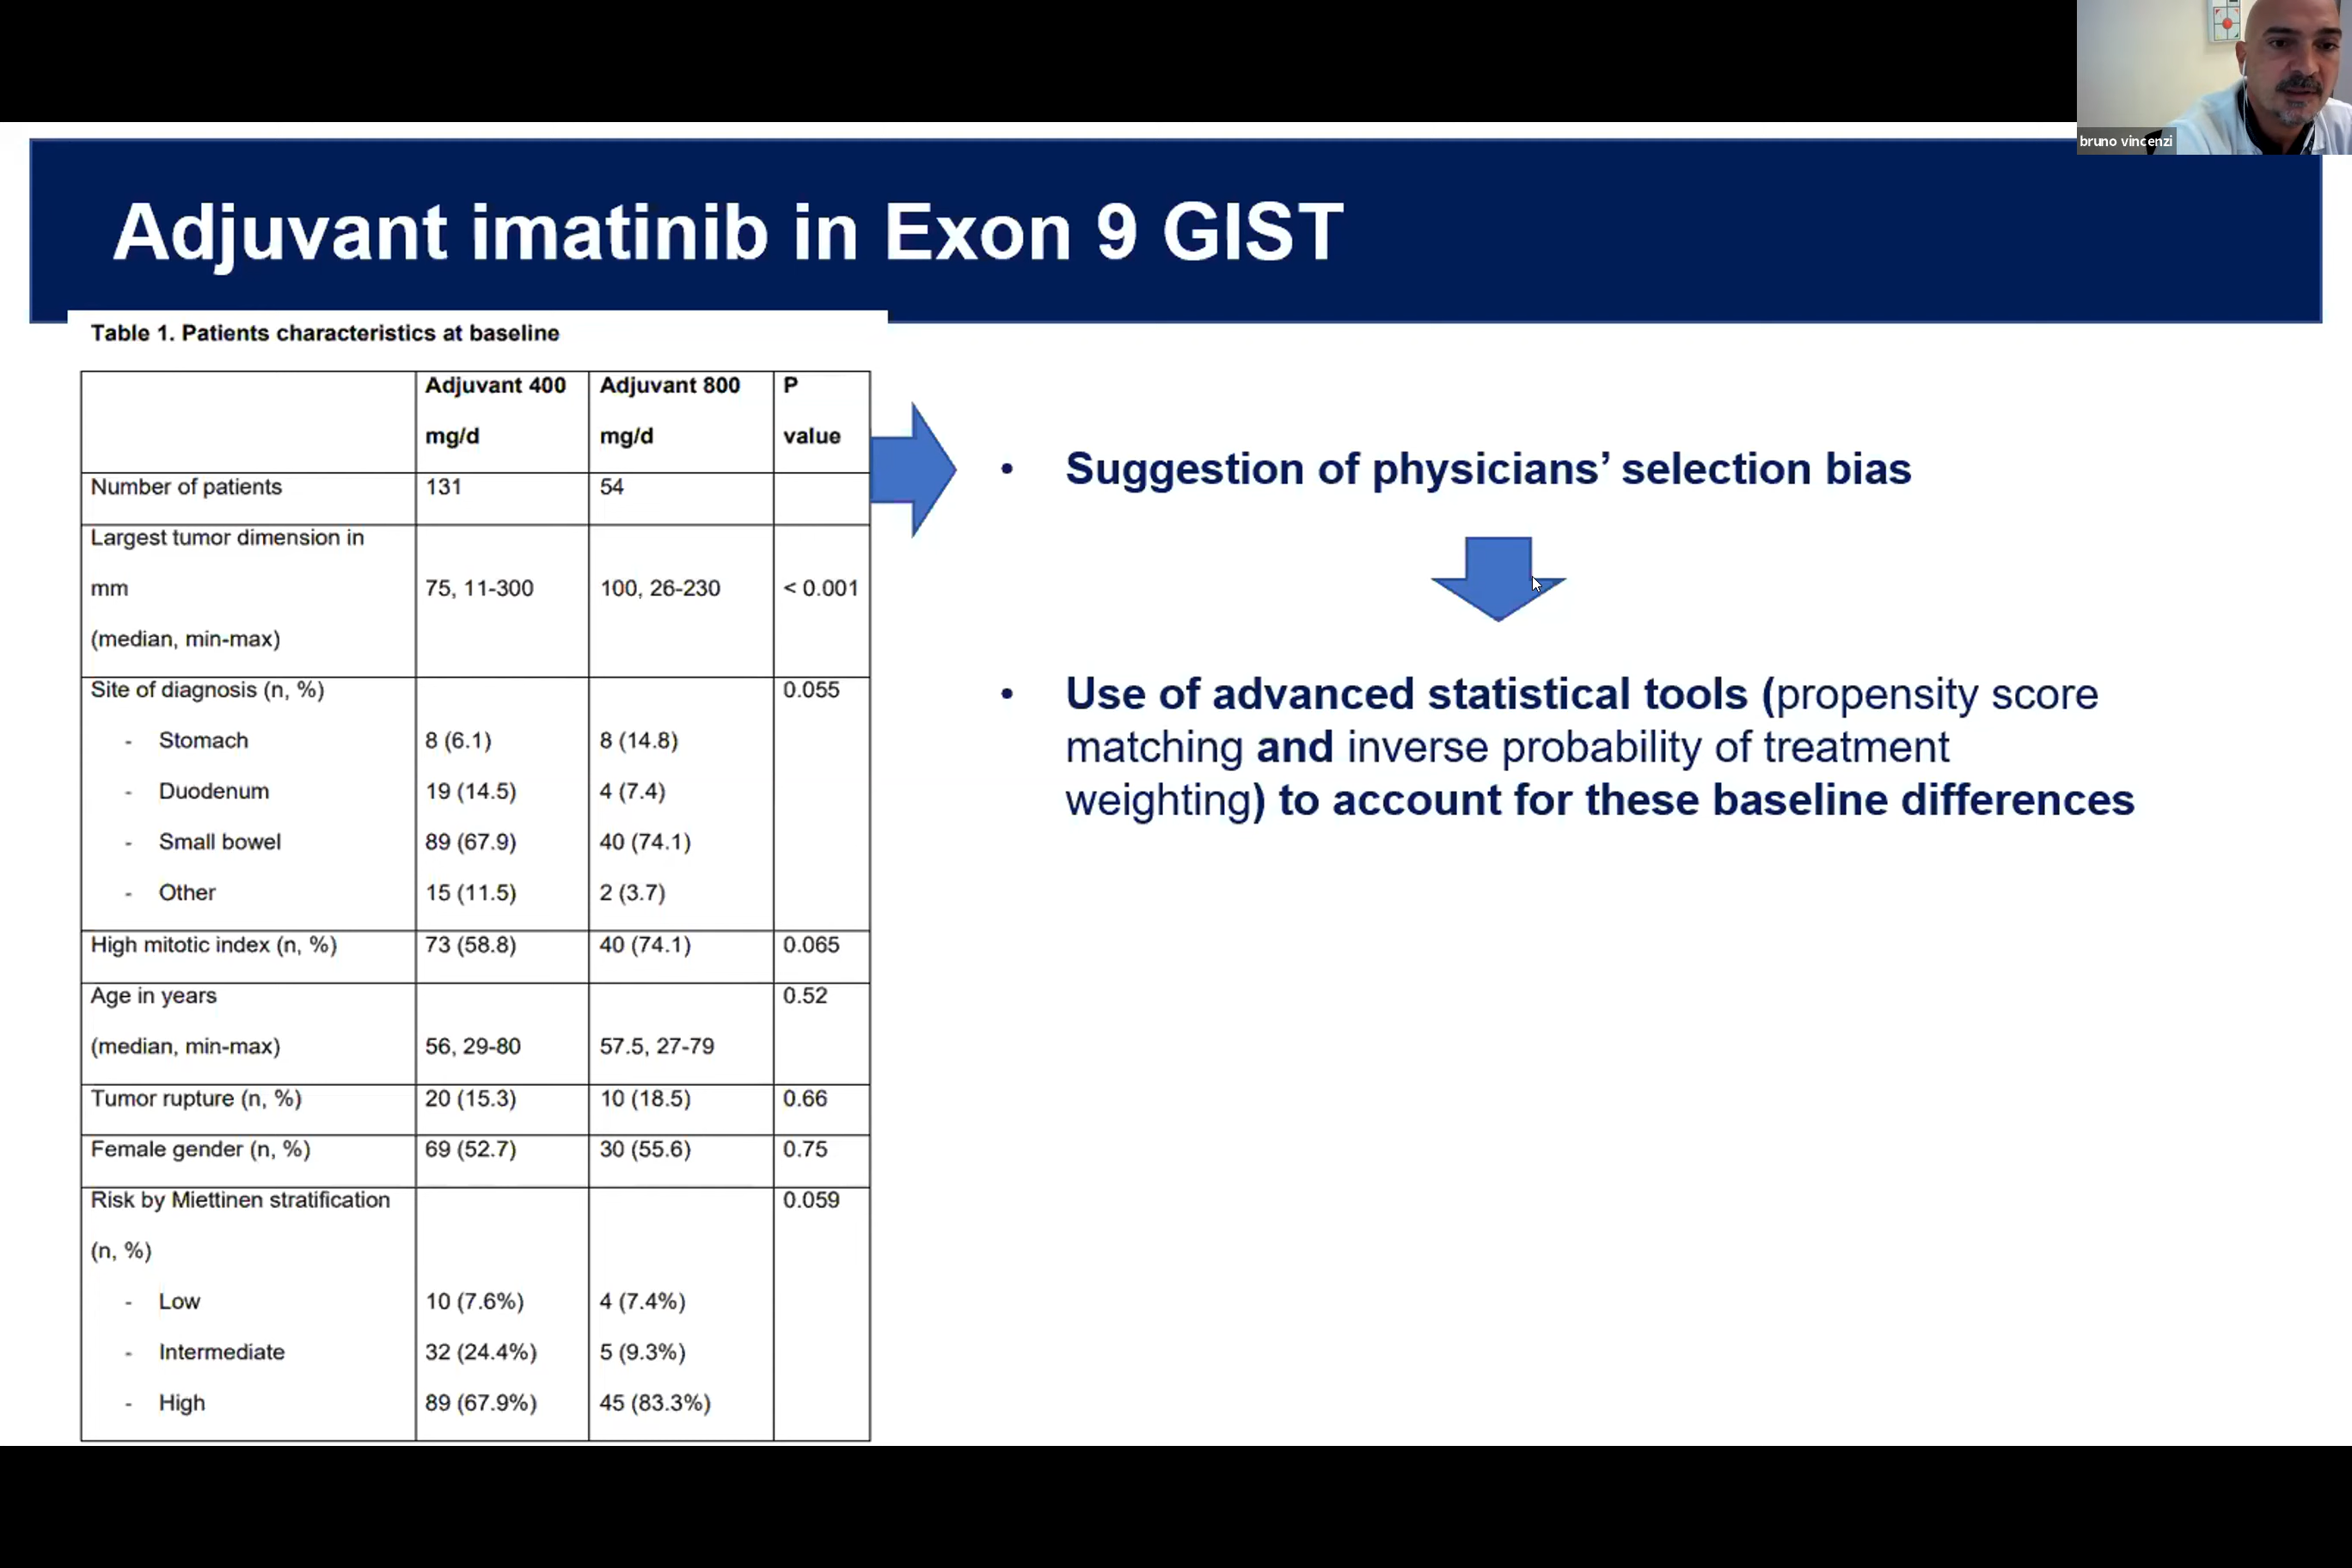 bruno vincenzi
Adjuvant imatinib in Exon 9 GIST
Table 1. Patients characteristics at baseline
Adjuvant 400 mg/d Adjuvant 800 mg/d P value
Number of patients 131 54
Largest tumor dimension in mm (median, min-max) 75, 11-300 100, 26-230 < 0.001
Site of diagnosis (n, %) 0.055
- Stomach 8 (6.1) 8 (14.8)
- Duodenum 19 (14.5) 4 (7.4)
- Small bowel 89 (67.9) 40 (74.1)
- Other 15 (11.5) 2 (3.7)
High mitotic index (n, %) 73 (58.8) 40 (74.1) 0.065
Age in years (median, min-max) 56, 29-80 57.5, 27-79 0.52
Tumor rupture (n, %) 20 (15.3) 10 (18.5) 0.66
Female gender (n, %) 69 (52.7) 30 (55.6) 0.75
Risk by Miettinen stratification (n, %) 0.059
- Low 10 (7.6%) 4 (7.4%)
- Intermediate 32 (24.4%) 5 (9.3%)
- High 89 (67.9%) 45 (83.3%)
• Suggestion of physicians’ selection bias
• Use of advanced statistical tools (propensity score
matching and inverse probability of treatment
weighting) to account for these baseline differences